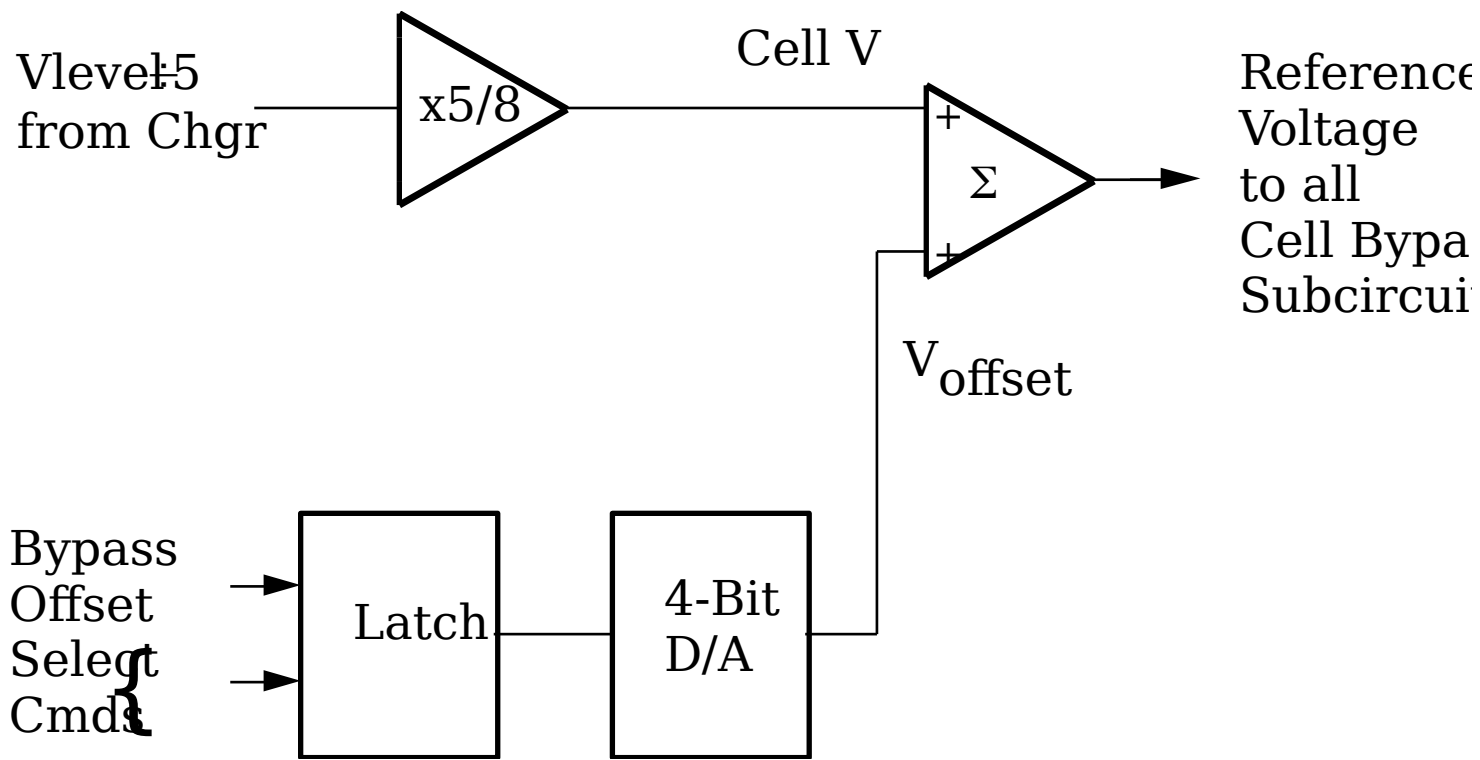 Vlevel÷5
from Chgr
x5/8
Cell V
+
Σ
+
Reference
Voltage
to all
Cell Bypa
Subcircui
Voffset
Bypass
Offset
Select
Cmds
{
Latch
4-Bit
D/A